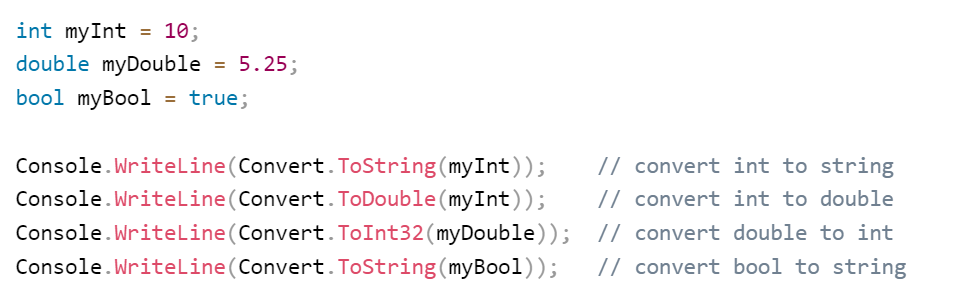 int myInt = 10;
double myDouble = 5.25;
bool myBool = true;

Console.WriteLine(Convert.ToString(myInt));    // convert int to string
Console.WriteLine(Convert.ToDouble(myInt));    // convert int to double
Console.WriteLine(Convert.ToInt32(myDouble));  // convert double to int
Console.WriteLine(Convert.ToString(myBool));   // convert bool to string